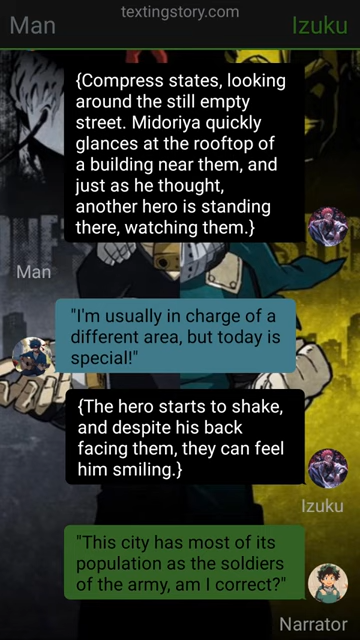 textingstory.com
Man
Izuku
{Compress states, looking
around the still empty
street. Midoriya quickly
glances at the rooftop of
a building near them, and
just as he thought,
another hero is standing
there, watching them.}
Man
"I'm usually in charge of a
different area, but today is
special!"
{The hero starts to shake,
and despite his back
facing them, they can feel
him smiling.}
Izuku
"This city has most of its
population as the soldiers
of the army, am I correct?"
Narrator